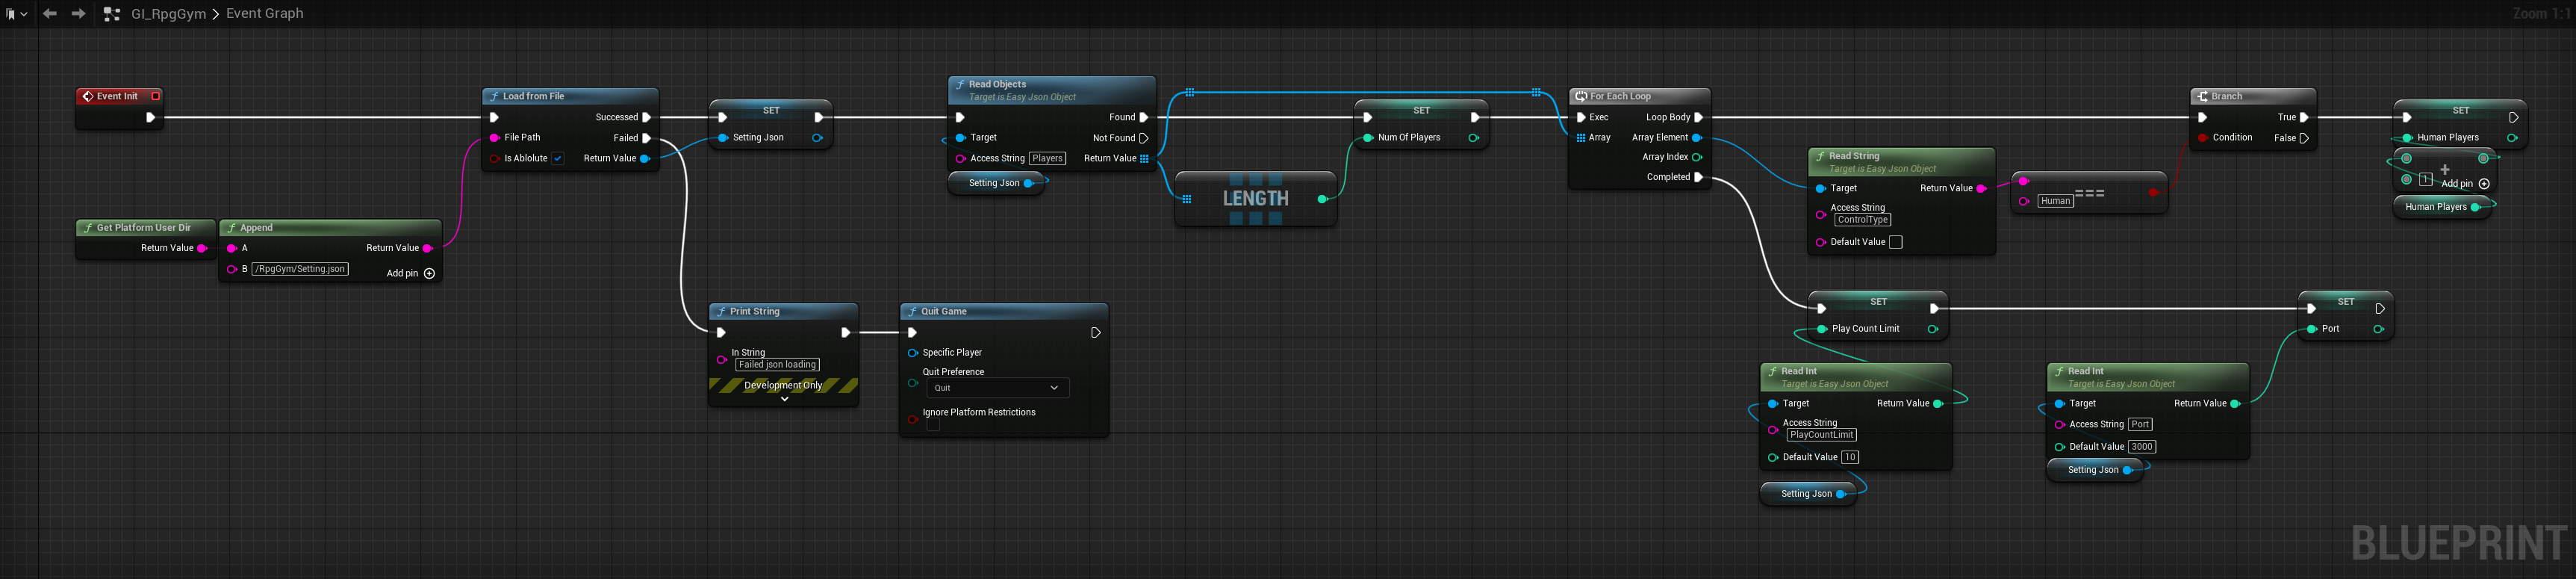 GI_RpgGym > Event Graph
Zoom 1:1
Event Init
Get Platform User Dir
Return Value
Append
A
Return Value
B /RpgGym/Setting.json
Add pin
Load from File
Successed
File Path
Failed
Is Ablolute
Return Value
SET
Setting Json
Print String
In String
Failed json loading
Development Only
Quit Game
Specific Player
Quit Preference
Quit
Ignore Platform Restrictions
Read Objects
Target is Easy Json Object
Found
Target
Not Found
Access String Players
Return Value
Setting Json
LENGTH
SET
Num Of Players
For Each Loop
Exec
Loop Body
Array
Array Element
Array Index
Completed
Read String
Target is Easy Json Object
Target
Return Value
Access String
ControlType
Default Value
Human
===
Branch
True
Condition
False
SET
Human Players
+
1
Add pin
Human Players
SET
Play Count Limit
Read Int
Target is Easy Json Object
Target
Return Value
Access String
PlayCountLimit
Default Value 10
Setting Json
SET
Port
Read Int
Target is Easy Json Object
Target
Return Value
Access String Port
Default Value 3000
Setting Json
BLUEPRINT